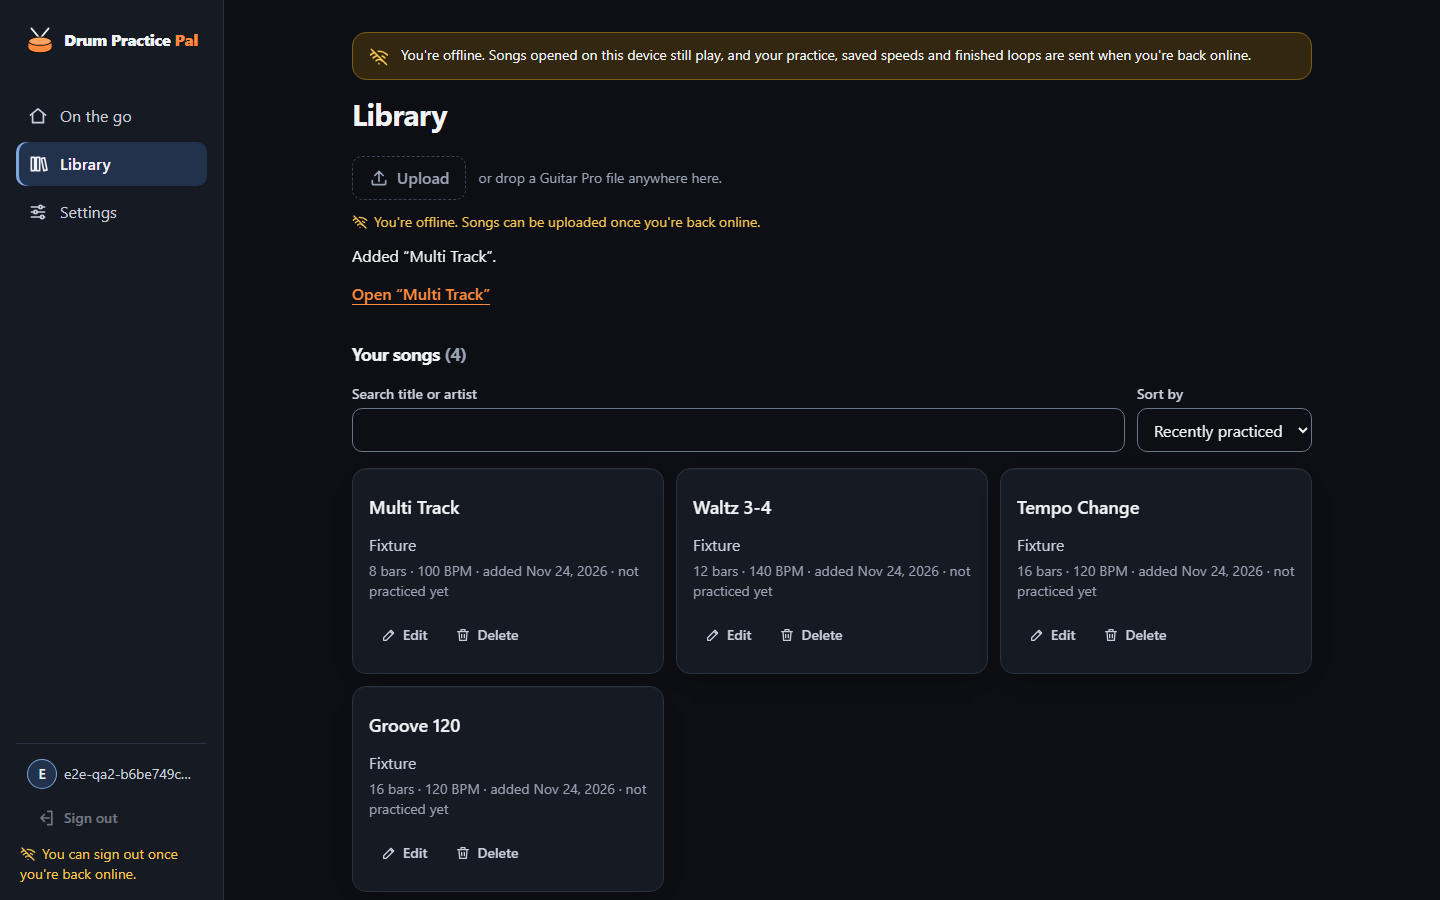 Drum Practice Pal
On the go
Library
Settings
E
e2e-qa2-b6be749c...
Sign out
You can sign out once
you're back online.
You're offline. Songs opened on this device still play, and your practice, saved speeds and finished loops are sent when you're back online.
Library
Upload
or drop a Guitar Pro file anywhere here.
You're offline. Songs can be uploaded once you're back online.
Added “Multi Track”.
Open “Multi Track”
Your songs (4)
Search title or artist
Sort by
Recently practiced
Multi Track
Fixture
8 bars · 100 BPM · added Nov 24, 2026 · not
practiced yet
Edit
Delete
Waltz 3-4
Fixture
12 bars · 140 BPM · added Nov 24, 2026 · not
practiced yet
Edit
Delete
Tempo Change
Fixture
16 bars · 120 BPM · added Nov 24, 2026 · not
practiced yet
Edit
Delete
Groove 120
Fixture
16 bars · 120 BPM · added Nov 24, 2026 · not
practiced yet
Edit
Delete